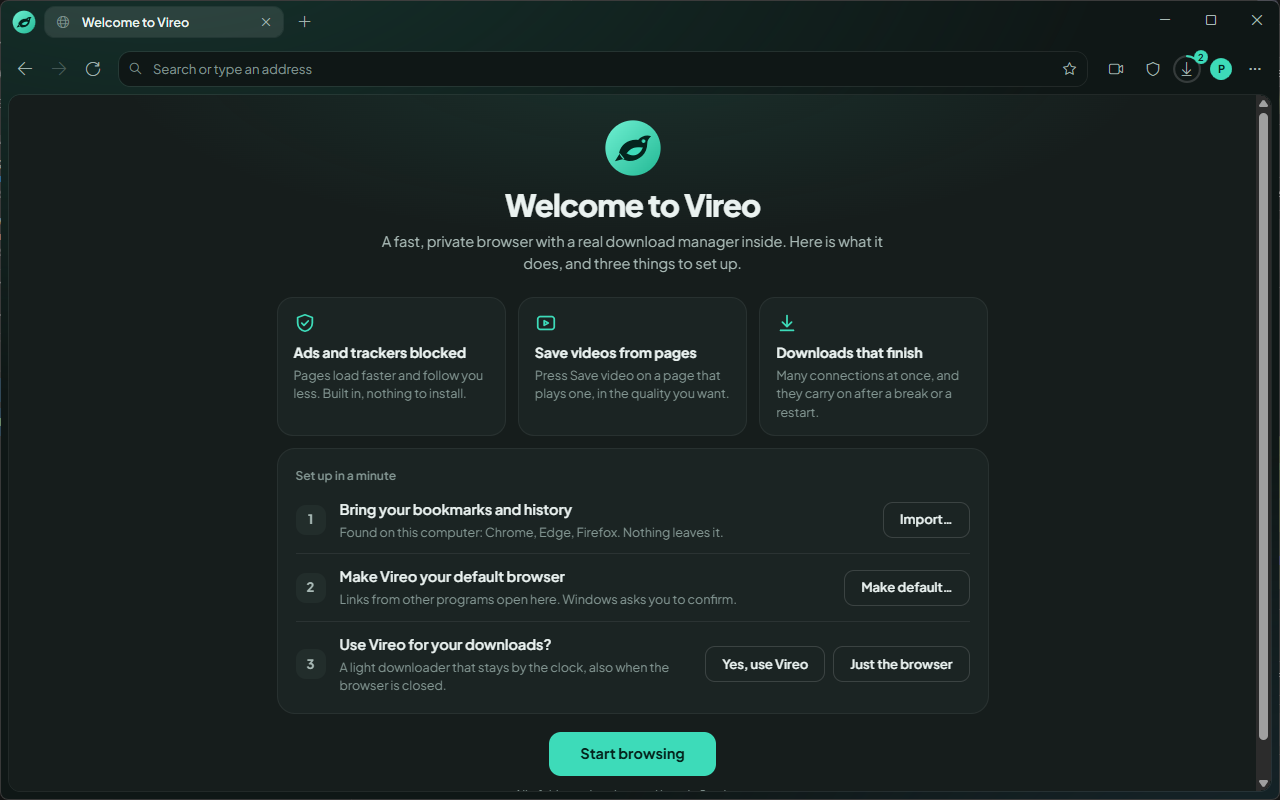 Welcome to Vireo
Search or type an address
2
P
Welcome to Vireo
A fast, private browser with a real download manager inside. Here is what it
does, and three things to set up.
Ads and trackers blocked
Pages load faster and follow you
less. Built in, nothing to install.
Save videos from pages
Press Save video on a page that
plays one, in the quality you want.
Downloads that finish
Many connections at once, and
they carry on after a break or a
restart.
Set up in a minute
1
Bring your bookmarks and history
Found on this computer: Chrome, Edge, Firefox. Nothing leaves it.
Import...
2
Make Vireo your default browser
Links from other programs open here. Windows asks you to confirm.
Make default...
3
Use Vireo for your downloads?
A light downloader that stays by the clock, also when the
browser is closed.
Yes, use Vireo
Just the browser
Start browsing